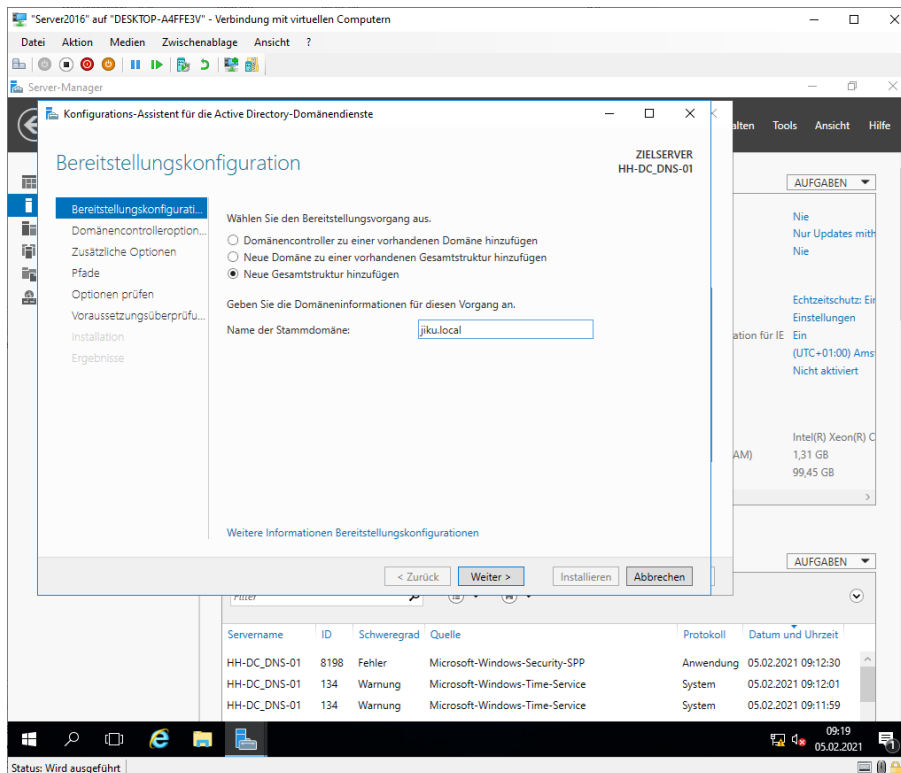 "Server2016" auf "DESKTOP-A4FFE3V" - Verbindung mit virtuellen Computern
Datei Aktion Medien Zwischenablage Ansicht ?
Server-Manager
Konfigurations-Assistent für die Active Directory-Domänendienste
Tools Ansicht Hilfe
Bereitstellungskonfiguration
ZIELSERVER
HH-DC_DNS-01
AUFGABEN
Bereitstellungskonfigurati...
Domänencontrolleroption...
Zusätzliche Optionen
Pfade
Optionen prüfen
Voraussetzungsüberprüfu...
Installation
Ergebnisse
Wählen Sie den Bereitstellungsvorgang aus.
Domänencontroller zu einer vorhandenen Domäne hinzufügen
Neue Domäne zu einer vorhandenen Gesamtstruktur hinzufügen
Neue Gesamtstruktur hinzufügen
Geben Sie die Domäneninformationen für diesen Vorgang an.
Name der Stammdomäne: jiku.local
Weitere Informationen Bereitstellungskonfigurationen
< Zurück Weiter > Installieren Abbrechen
Nie
Nur Updates mith
Nie
Echtzeitschutz: Ein
Einstellungen
ation für IE Ein
(UTC+01:00) Ams
Nicht aktiviert
Intel(R) Xeon(R) C
AM) 1,31 GB
99,45 GB
AUFGABEN
Servername ID Schweregrad Quelle Protokoll Datum und Uhrzeit
HH-DC_DNS-01 8198 Fehler Microsoft-Windows-Security-SPP Anwendung 05.02.2021 09:12:30
HH-DC_DNS-01 134 Warnung Microsoft-Windows-Time-Service System 05.02.2021 09:12:01
HH-DC_DNS-01 134 Warnung Microsoft-Windows-Time-Service System 05.02.2021 09:11:59
09:19
05.02.2021
1
Status: Wird ausgeführt